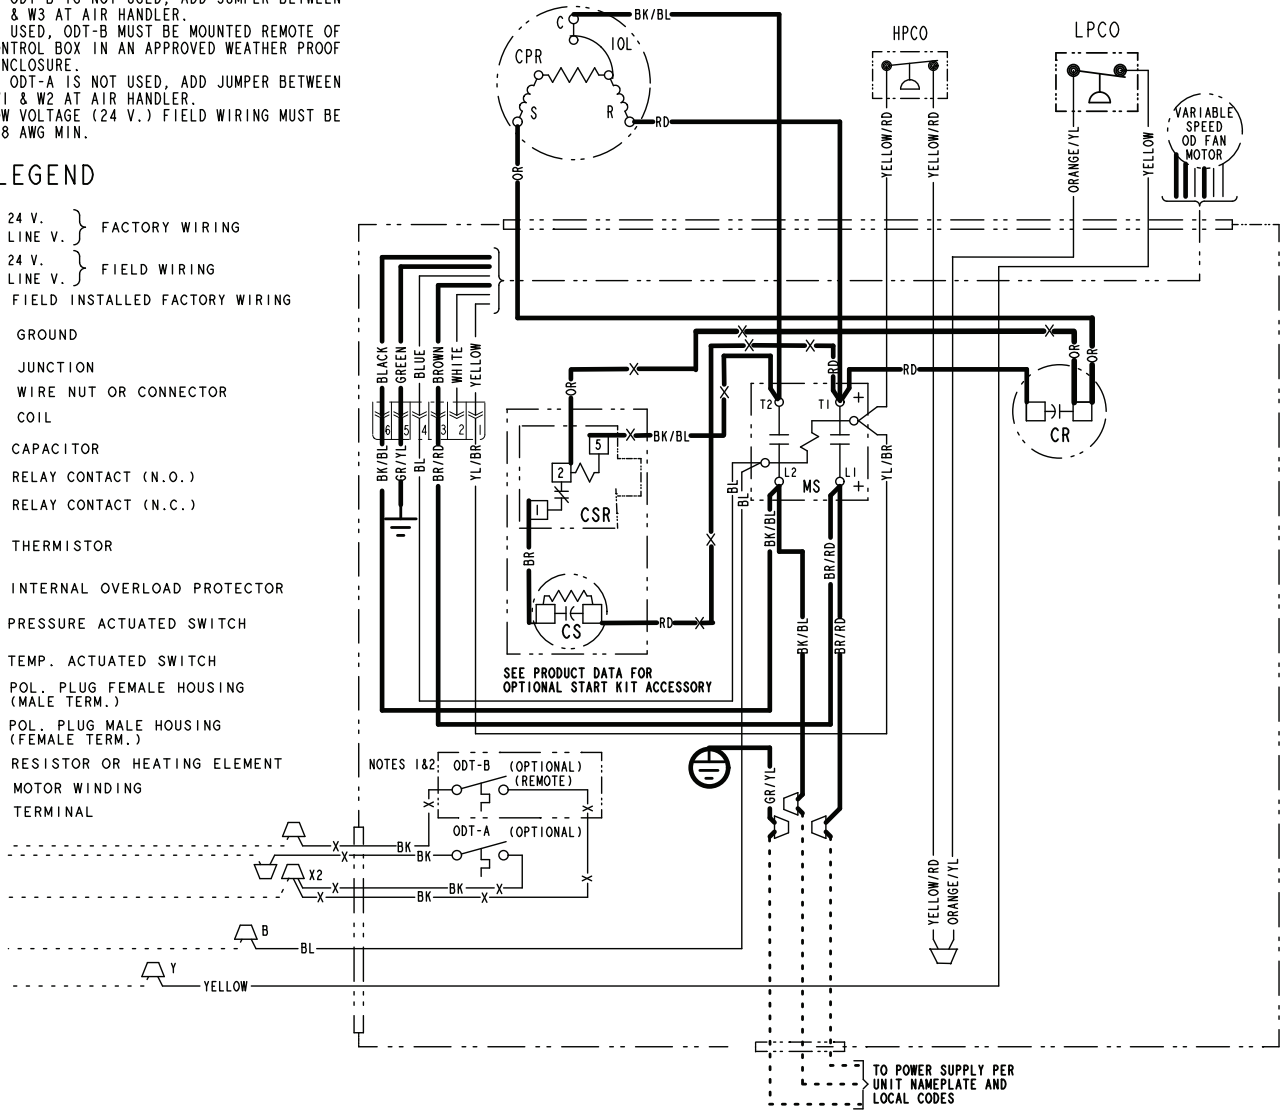 ODT-B IS NOT USED, ADD JUMPER BETWEEN
& W3 AT AIR HANDLER.
USED, ODT-B MUST BE MOUNTED REMOTE OF
NTROL BOX IN AN APPROVED WEATHER PROOF
NCLOSURE.
ODT-A IS NOT USED, ADD JUMPER BETWEEN
1 & W2 AT AIR HANDLER.
W VOLTAGE (24 V.) FIELD WIRING MUST BE
8 AWG MIN.
LEGEND
24 V.
LINE V.
FACTORY WIRING
24 V.
LINE V.
FIELD WIRING
FIELD INSTALLED FACTORY WIRING
GROUND
JUNCTION
WIRE NUT OR CONNECTOR
COIL
CAPACITOR
RELAY CONTACT (N.O.)
RELAY CONTACT (N.C.)
THERMISTOR
INTERNAL OVERLOAD PROTECTOR
PRESSURE ACTUATED SWITCH
TEMP. ACTUATED SWITCH
POL. PLUG FEMALE HOUSING
(MALE TERM.)
POL. PLUG MALE HOUSING
(FEMALE TERM.)
RESISTOR OR HEATING ELEMENT
MOTOR WINDING
TERMINAL
C
BK/BL
IOL
CPR
S
R
RD
OR
HPCO
YELLOW/RD
YELLOW/RD
LPCO
ORANGE/YL
YELLOW
VARIABLE
SPEED
OD FAN
MOTOR
BLACK
GREEN
BLUE
BROWN
WHITE
YELLOW
6
5
4
3
2
1
BK/BL
GR/YL
BL
BR/RD
YL/BR
X
X
X
X
X
X
OR
RD
RD
OR
OR
CR
T2
T1
+
L2
L1
MS
+
YL/BR
5
X
BK/BL
2
1
CSR
BR
CS
RD
X
X
BL
BL
BK/BL
BR/RD
BK/BL
BR/RD
SEE PRODUCT DATA FOR
OPTIONAL START KIT ACCESSORY
NOTES 1&2
ODT-B
(OPTIONAL)
(REMOTE)
X
X
ODT-A
(OPTIONAL)
GR/YL
X
BK
X
BK
X2
X
BK
X
X
BK
X
X
B
BL
Y
YELLOW
YELLOW/RD
ORANGE/YL
TO POWER SUPPLY PER
UNIT NAMEPLATE AND
LOCAL CODES